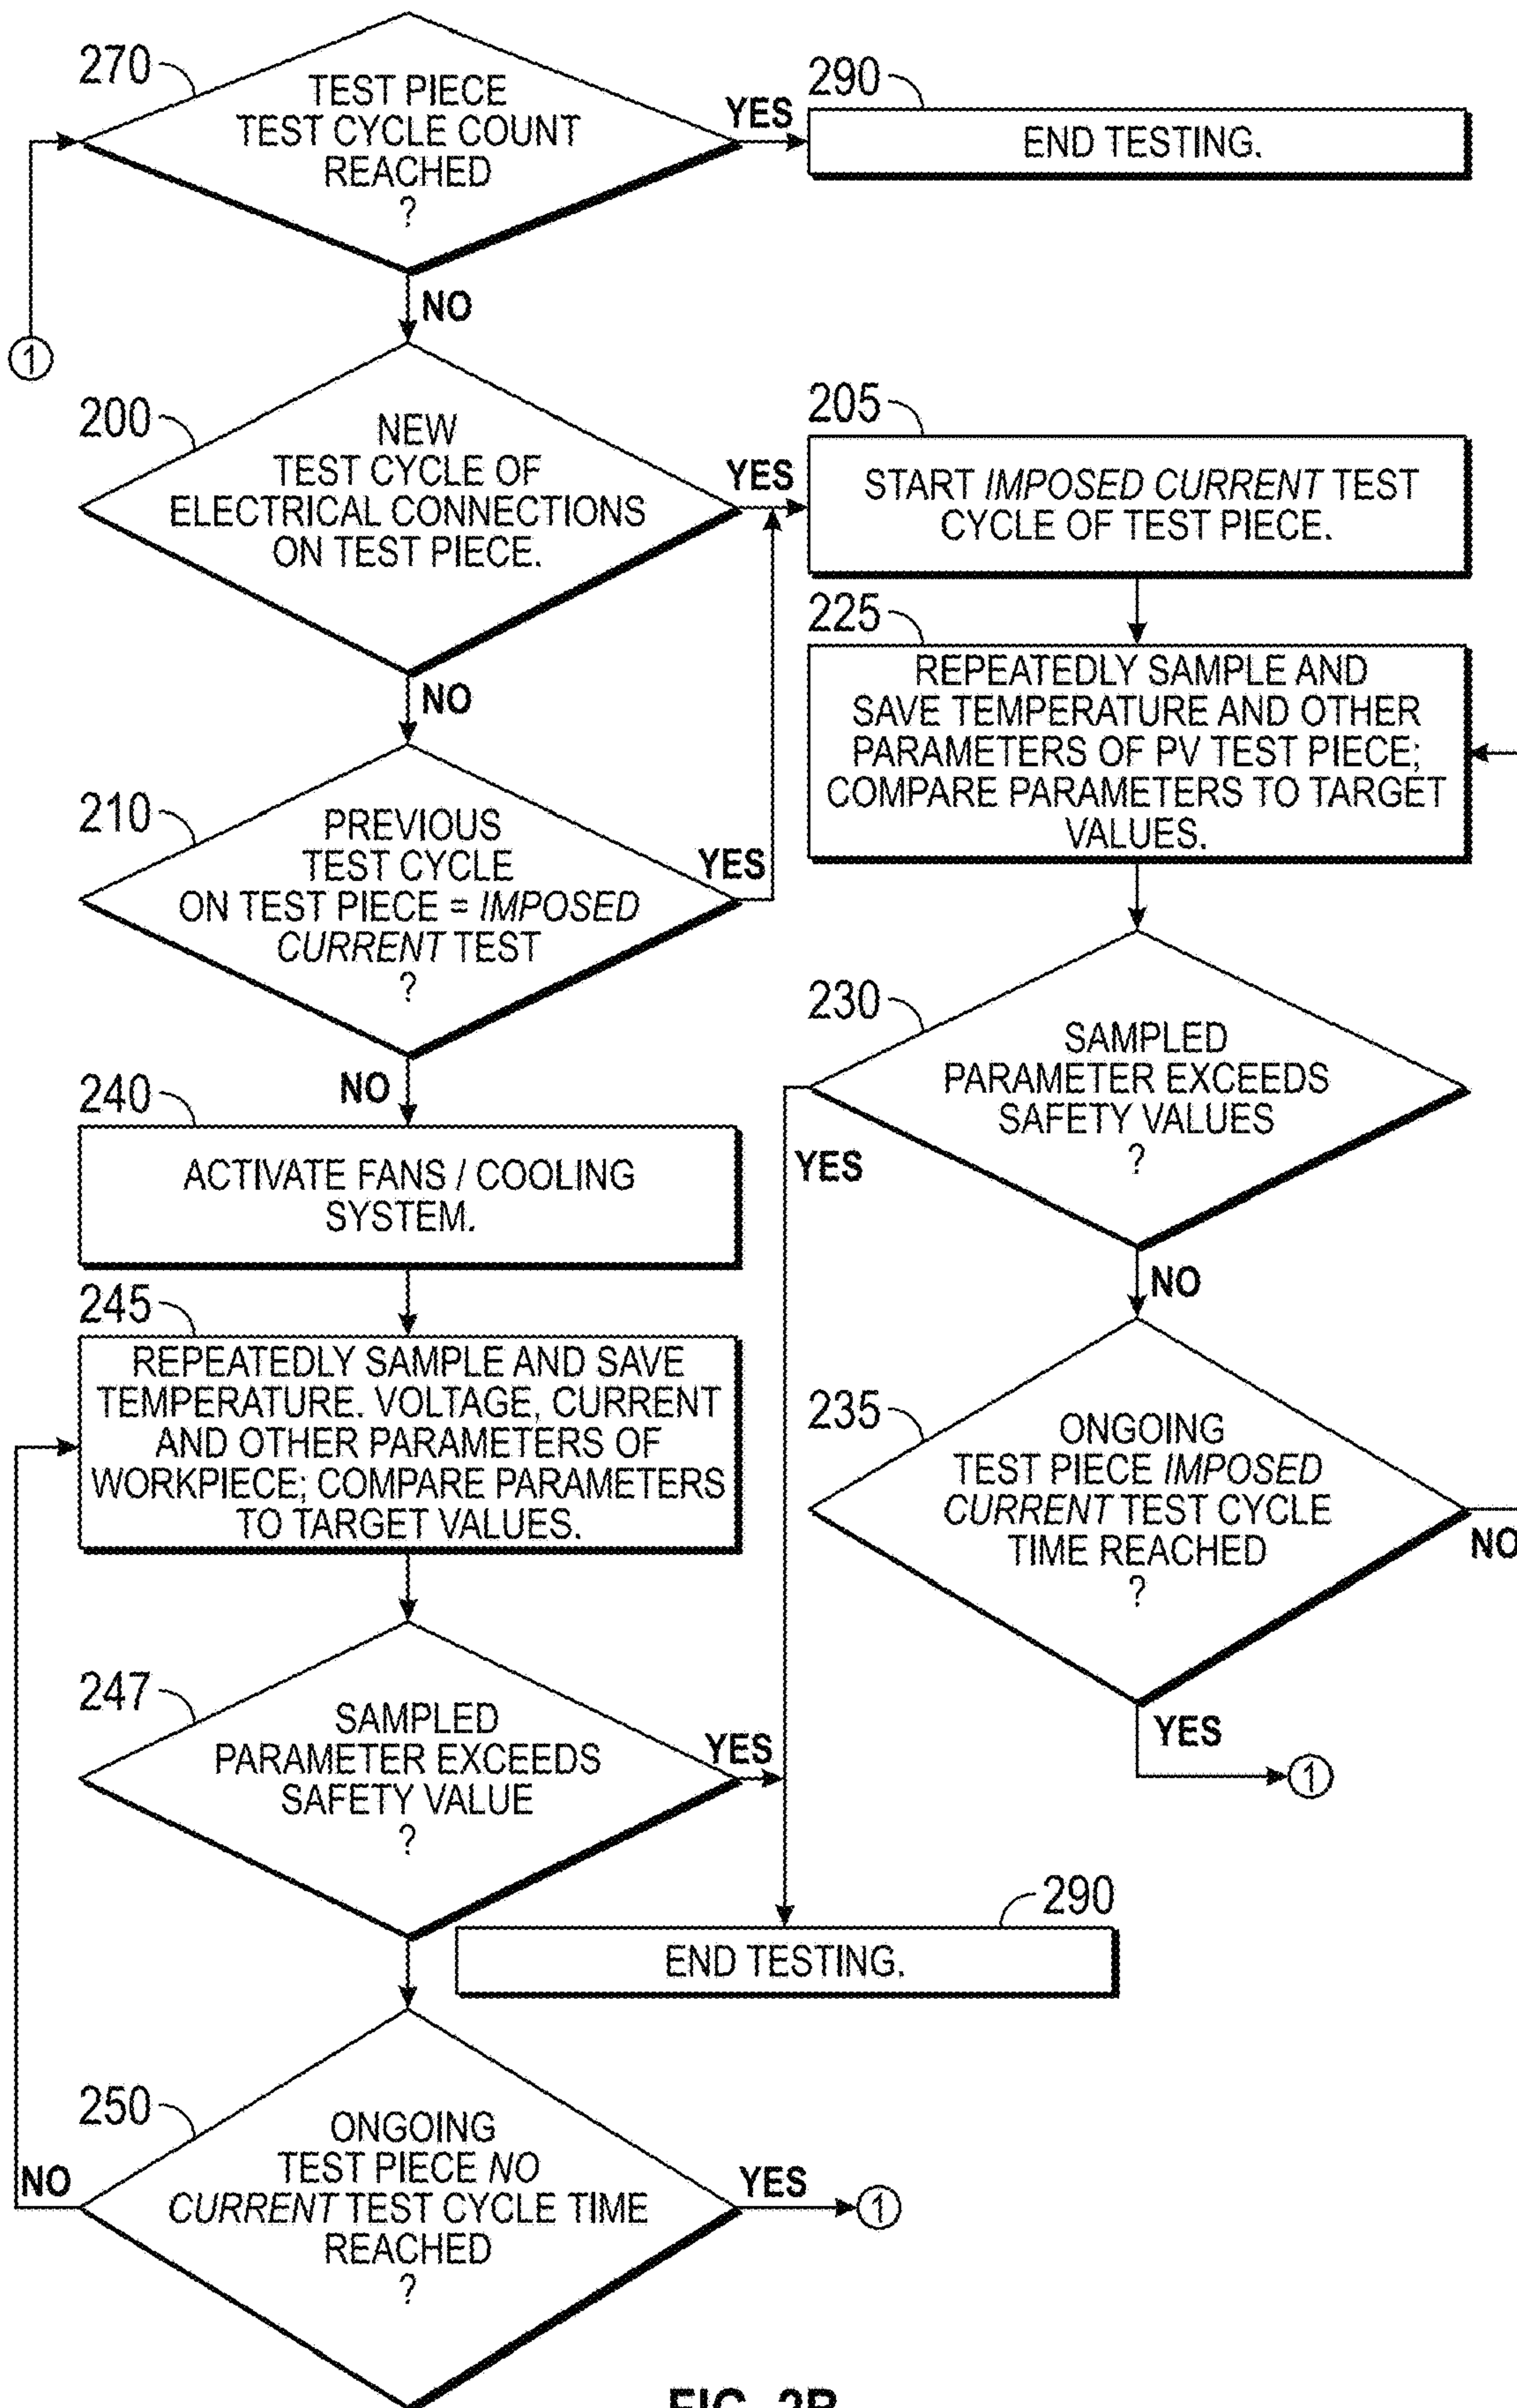 270
TEST PIECE
TEST CYCLE COUNT
REACHED
?
YES
290
END TESTING.
NO
1
200
NEW
TEST CYCLE OF
ELECTRICAL CONNECTIONS
ON TEST PIECE.
YES
205
START IMPOSED CURRENT TEST
CYCLE OF TEST PIECE.
NO
225
REPEATEDLY SAMPLE AND
SAVE TEMPERATURE AND OTHER
PARAMETERS OF PV TEST PIECE;
COMPARE PARAMETERS TO TARGET
VALUES.
210
PREVIOUS
TEST CYCLE
ON TEST PIECE = IMPOSED
CURRENT TEST
?
YES
NO
230
SAMPLED
PARAMETER EXCEEDS
SAFETY VALUES
?
YES
NO
240
ACTIVATE FANS / COOLING
SYSTEM.
245
REPEATEDLY SAMPLE AND SAVE
TEMPERATURE. VOLTAGE, CURRENT
AND OTHER PARAMETERS OF
WORKPIECE; COMPARE PARAMETERS
TO TARGET VALUES.
235
ONGOING
TEST PIECE IMPOSED
CURRENT TEST CYCLE
TIME REACHED
?
NO
YES
1
247
SAMPLED
PARAMETER EXCEEDS
SAFETY VALUE
?
YES
290
END TESTING.
250
ONGOING
TEST PIECE NO
CURRENT TEST CYCLE TIME
REACHED
?
NO
YES
1